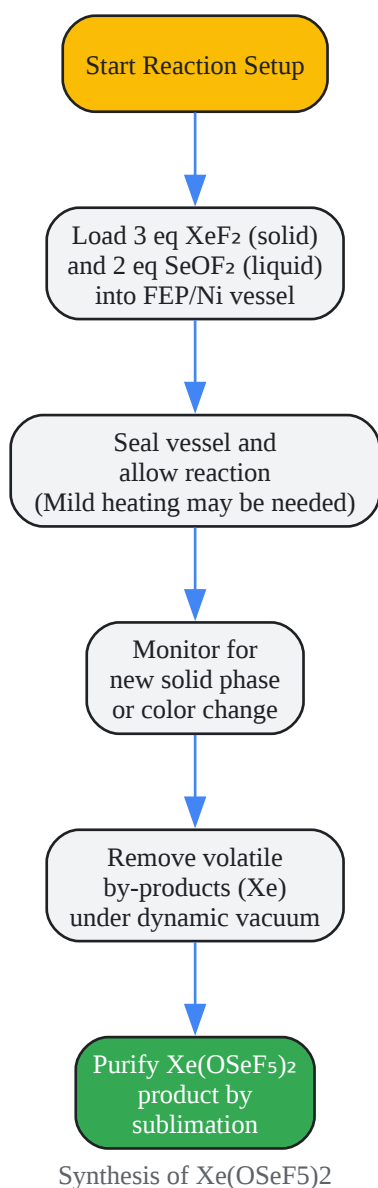 Start Reaction Setup
Load 3 eq XeF₂ (solid)
and 2 eq SeOF₂ (liquid)
into FEP/Ni vessel
Seal vessel and
allow reaction
(Mild heating may be needed)
Monitor for
new solid phase
or color change
Remove volatile
by-products (Xe)
under dynamic vacuum
Purify Xe(OSeF₅)₂
product by
sublimation
Synthesis of Xe(OSeF5)2